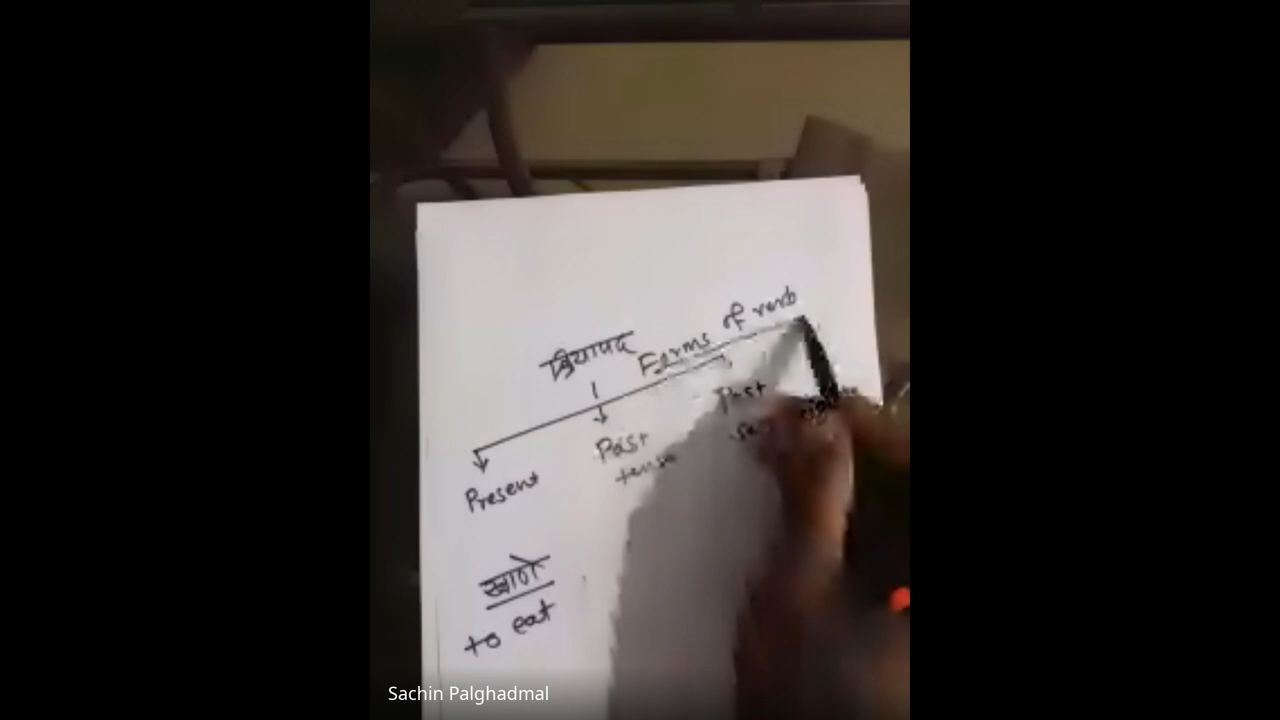 क्रियापद Forms of verb
Present
Past
tense
Past
खाणे
to eat
Sachin Palghadmal